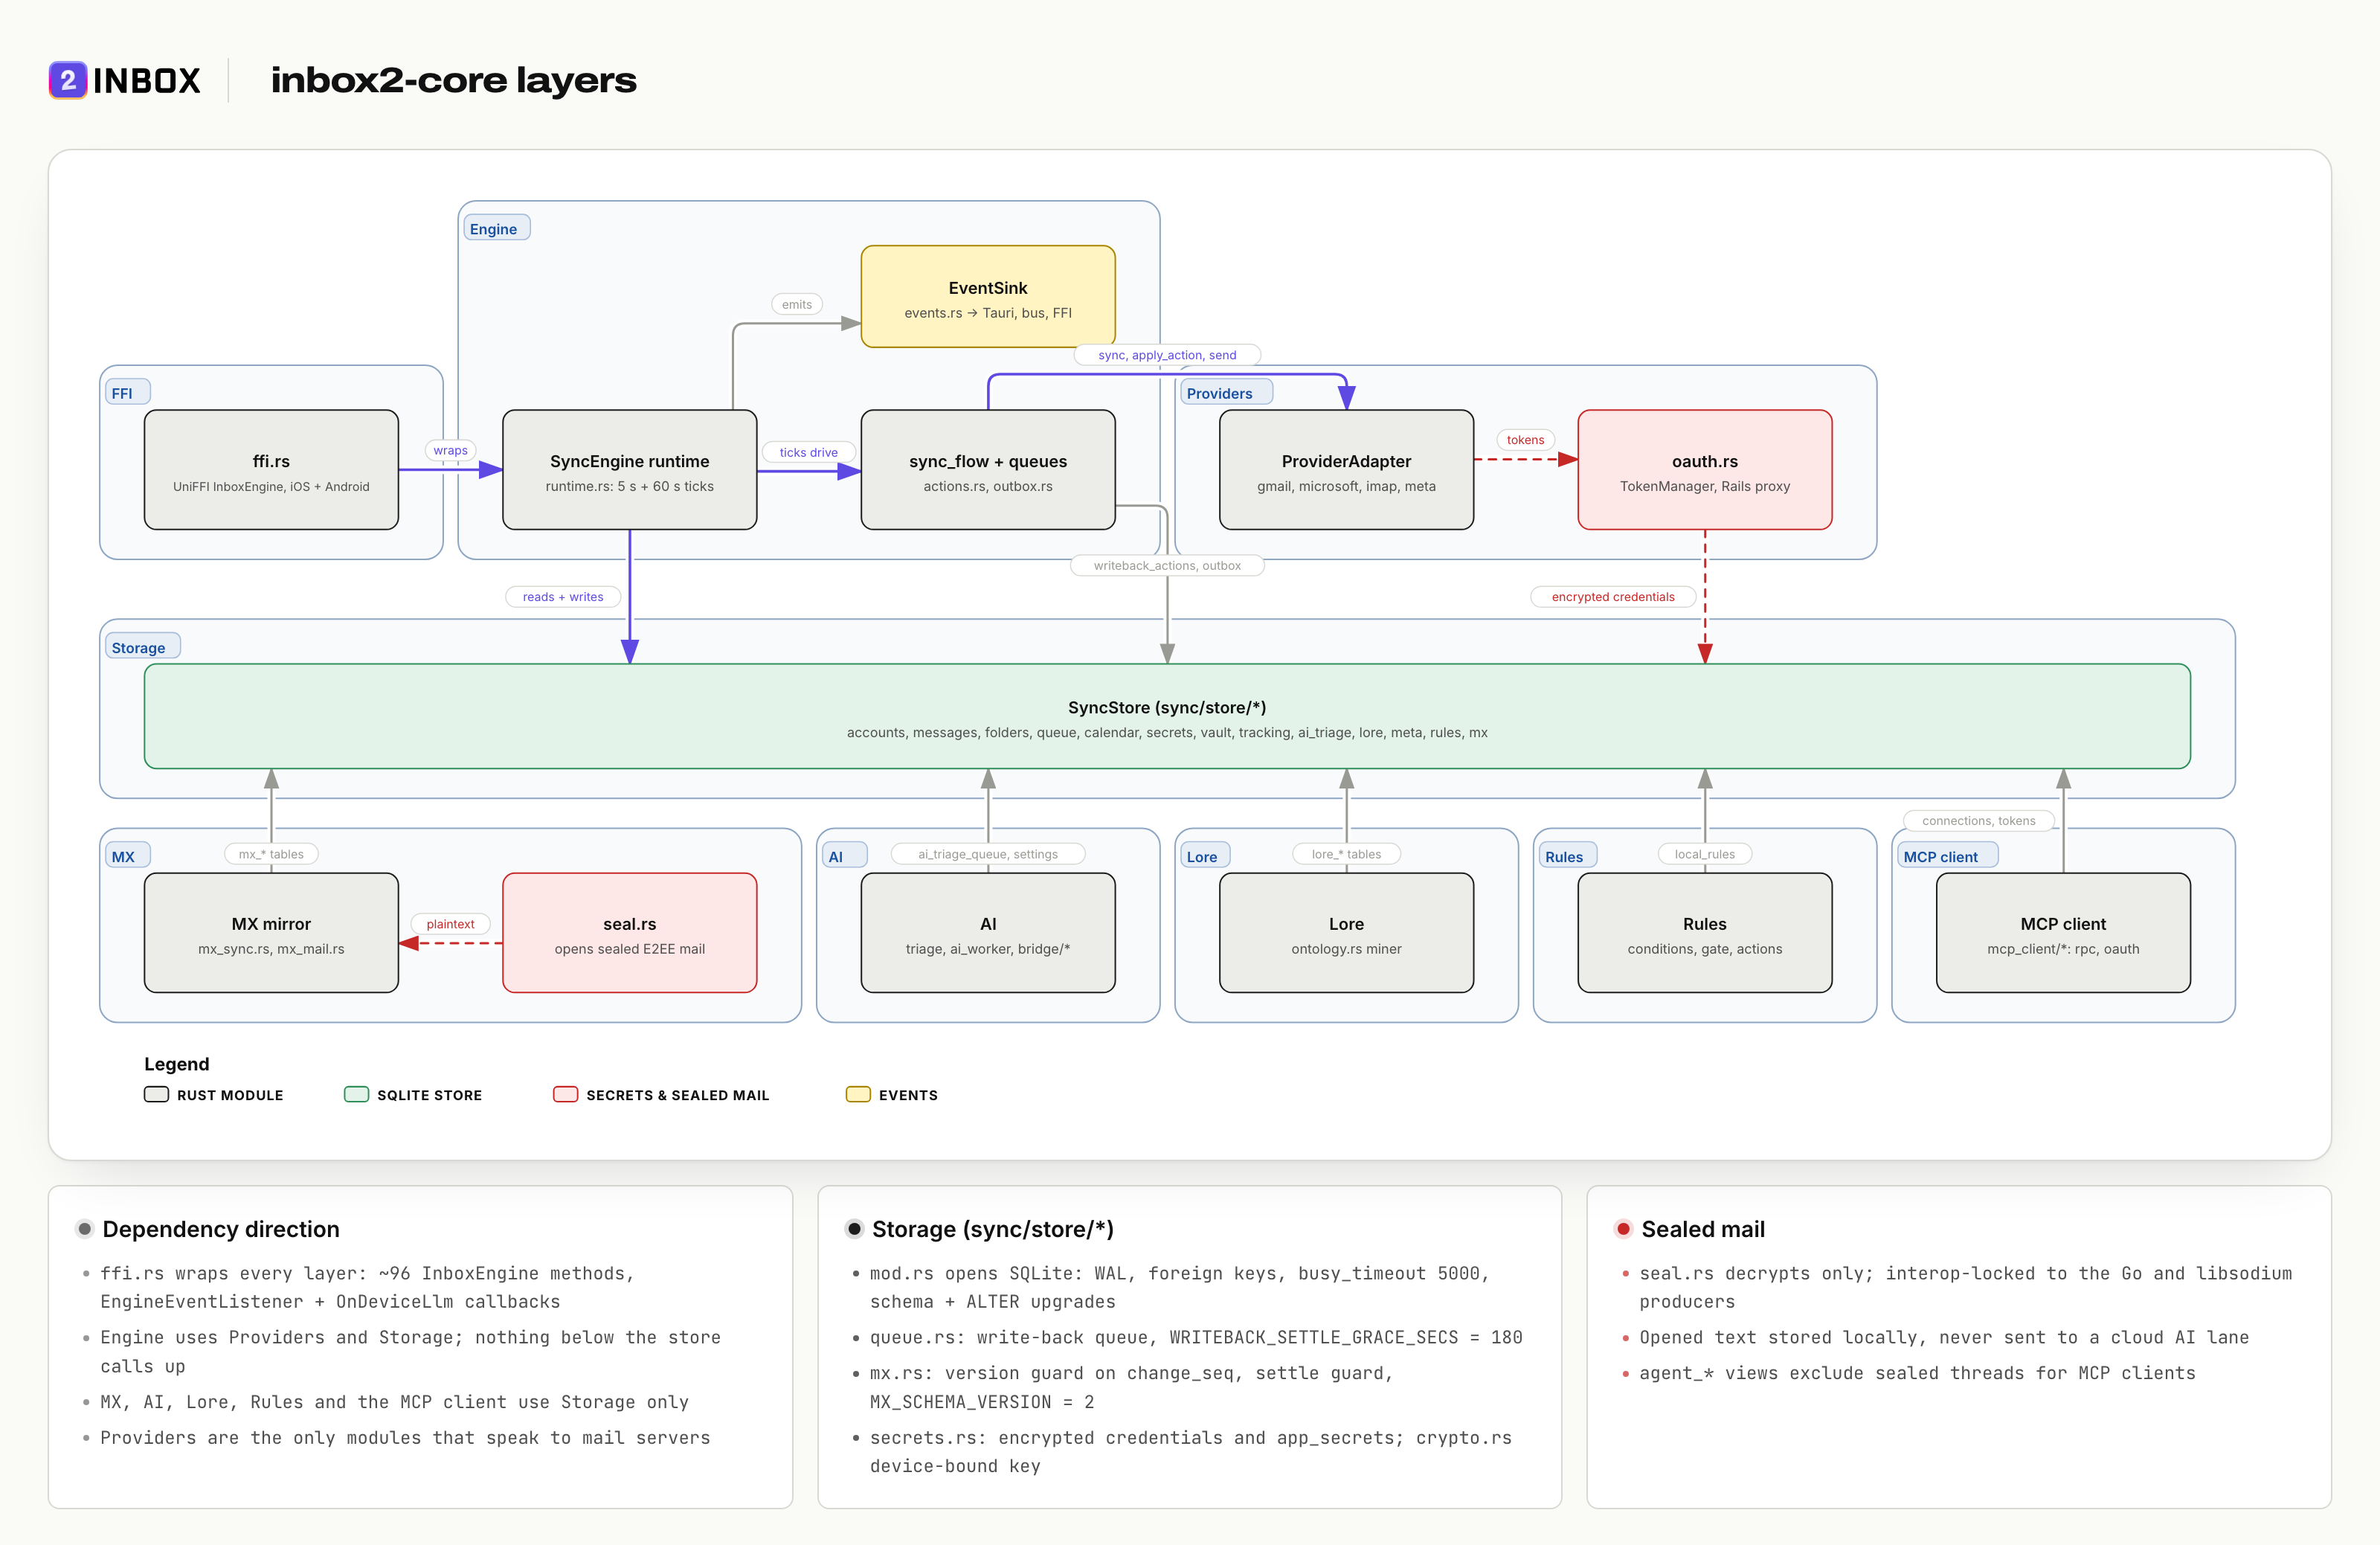 2 INBOX
inbox2-core layers
Engine
EventSink
events.rs → Tauri, bus, FFI
emits
sync, apply_action, send
FFI
ffi.rs
UniFFI InboxEngine, iOS + Android
wraps
SyncEngine runtime
runtime.rs: 5 s + 60 s ticks
ticks drive
sync_flow + queues
actions.rs, outbox.rs
Providers
ProviderAdapter
gmail, microsoft, imap, meta
tokens
oauth.rs
TokenManager, Rails proxy
writeback_actions, outbox
reads + writes
encrypted credentials
Storage
SyncStore (sync/store/*)
accounts, messages, folders, queue, calendar, secrets, vault, tracking, ai_triage, lore, meta, rules, mx
MX
mx_* tables
MX mirror
mx_sync.rs, mx_mail.rs
plaintext
seal.rs
opens sealed E2EE mail
AI
ai_triage_queue, settings
AI
triage, ai_worker, bridge/*
Lore
lore_* tables
Lore
ontology.rs miner
Rules
local_rules
Rules
conditions, gate, actions
connections, tokens
MCP client
MCP client
mcp_client/*: rpc, oauth
Legend
RUST MODULE
SQLITE STORE
SECRETS & SEALED MAIL
EVENTS
Dependency direction
• ffi.rs wraps every layer: ~96 InboxEngine methods,
EngineEventListener + OnDeviceLlm callbacks
• Engine uses Providers and Storage; nothing below the store
calls up
• MX, AI, Lore, Rules and the MCP client use Storage only
• Providers are the only modules that speak to mail servers
Storage (sync/store/*)
• mod.rs opens SQLite: WAL, foreign keys, busy_timeout 5000,
schema + ALTER upgrades
• queue.rs: write-back queue, WRITEBACK_SETTLE_GRACE_SECS = 180
• mx.rs: version guard on change_seq, settle guard,
MX_SCHEMA_VERSION = 2
• secrets.rs: encrypted credentials and app_secrets; crypto.rs
device-bound key
Sealed mail
• seal.rs decrypts only; interop-locked to the Go and libsodium
producers
• Opened text stored locally, never sent to a cloud AI lane
• agent_* views exclude sealed threads for MCP clients